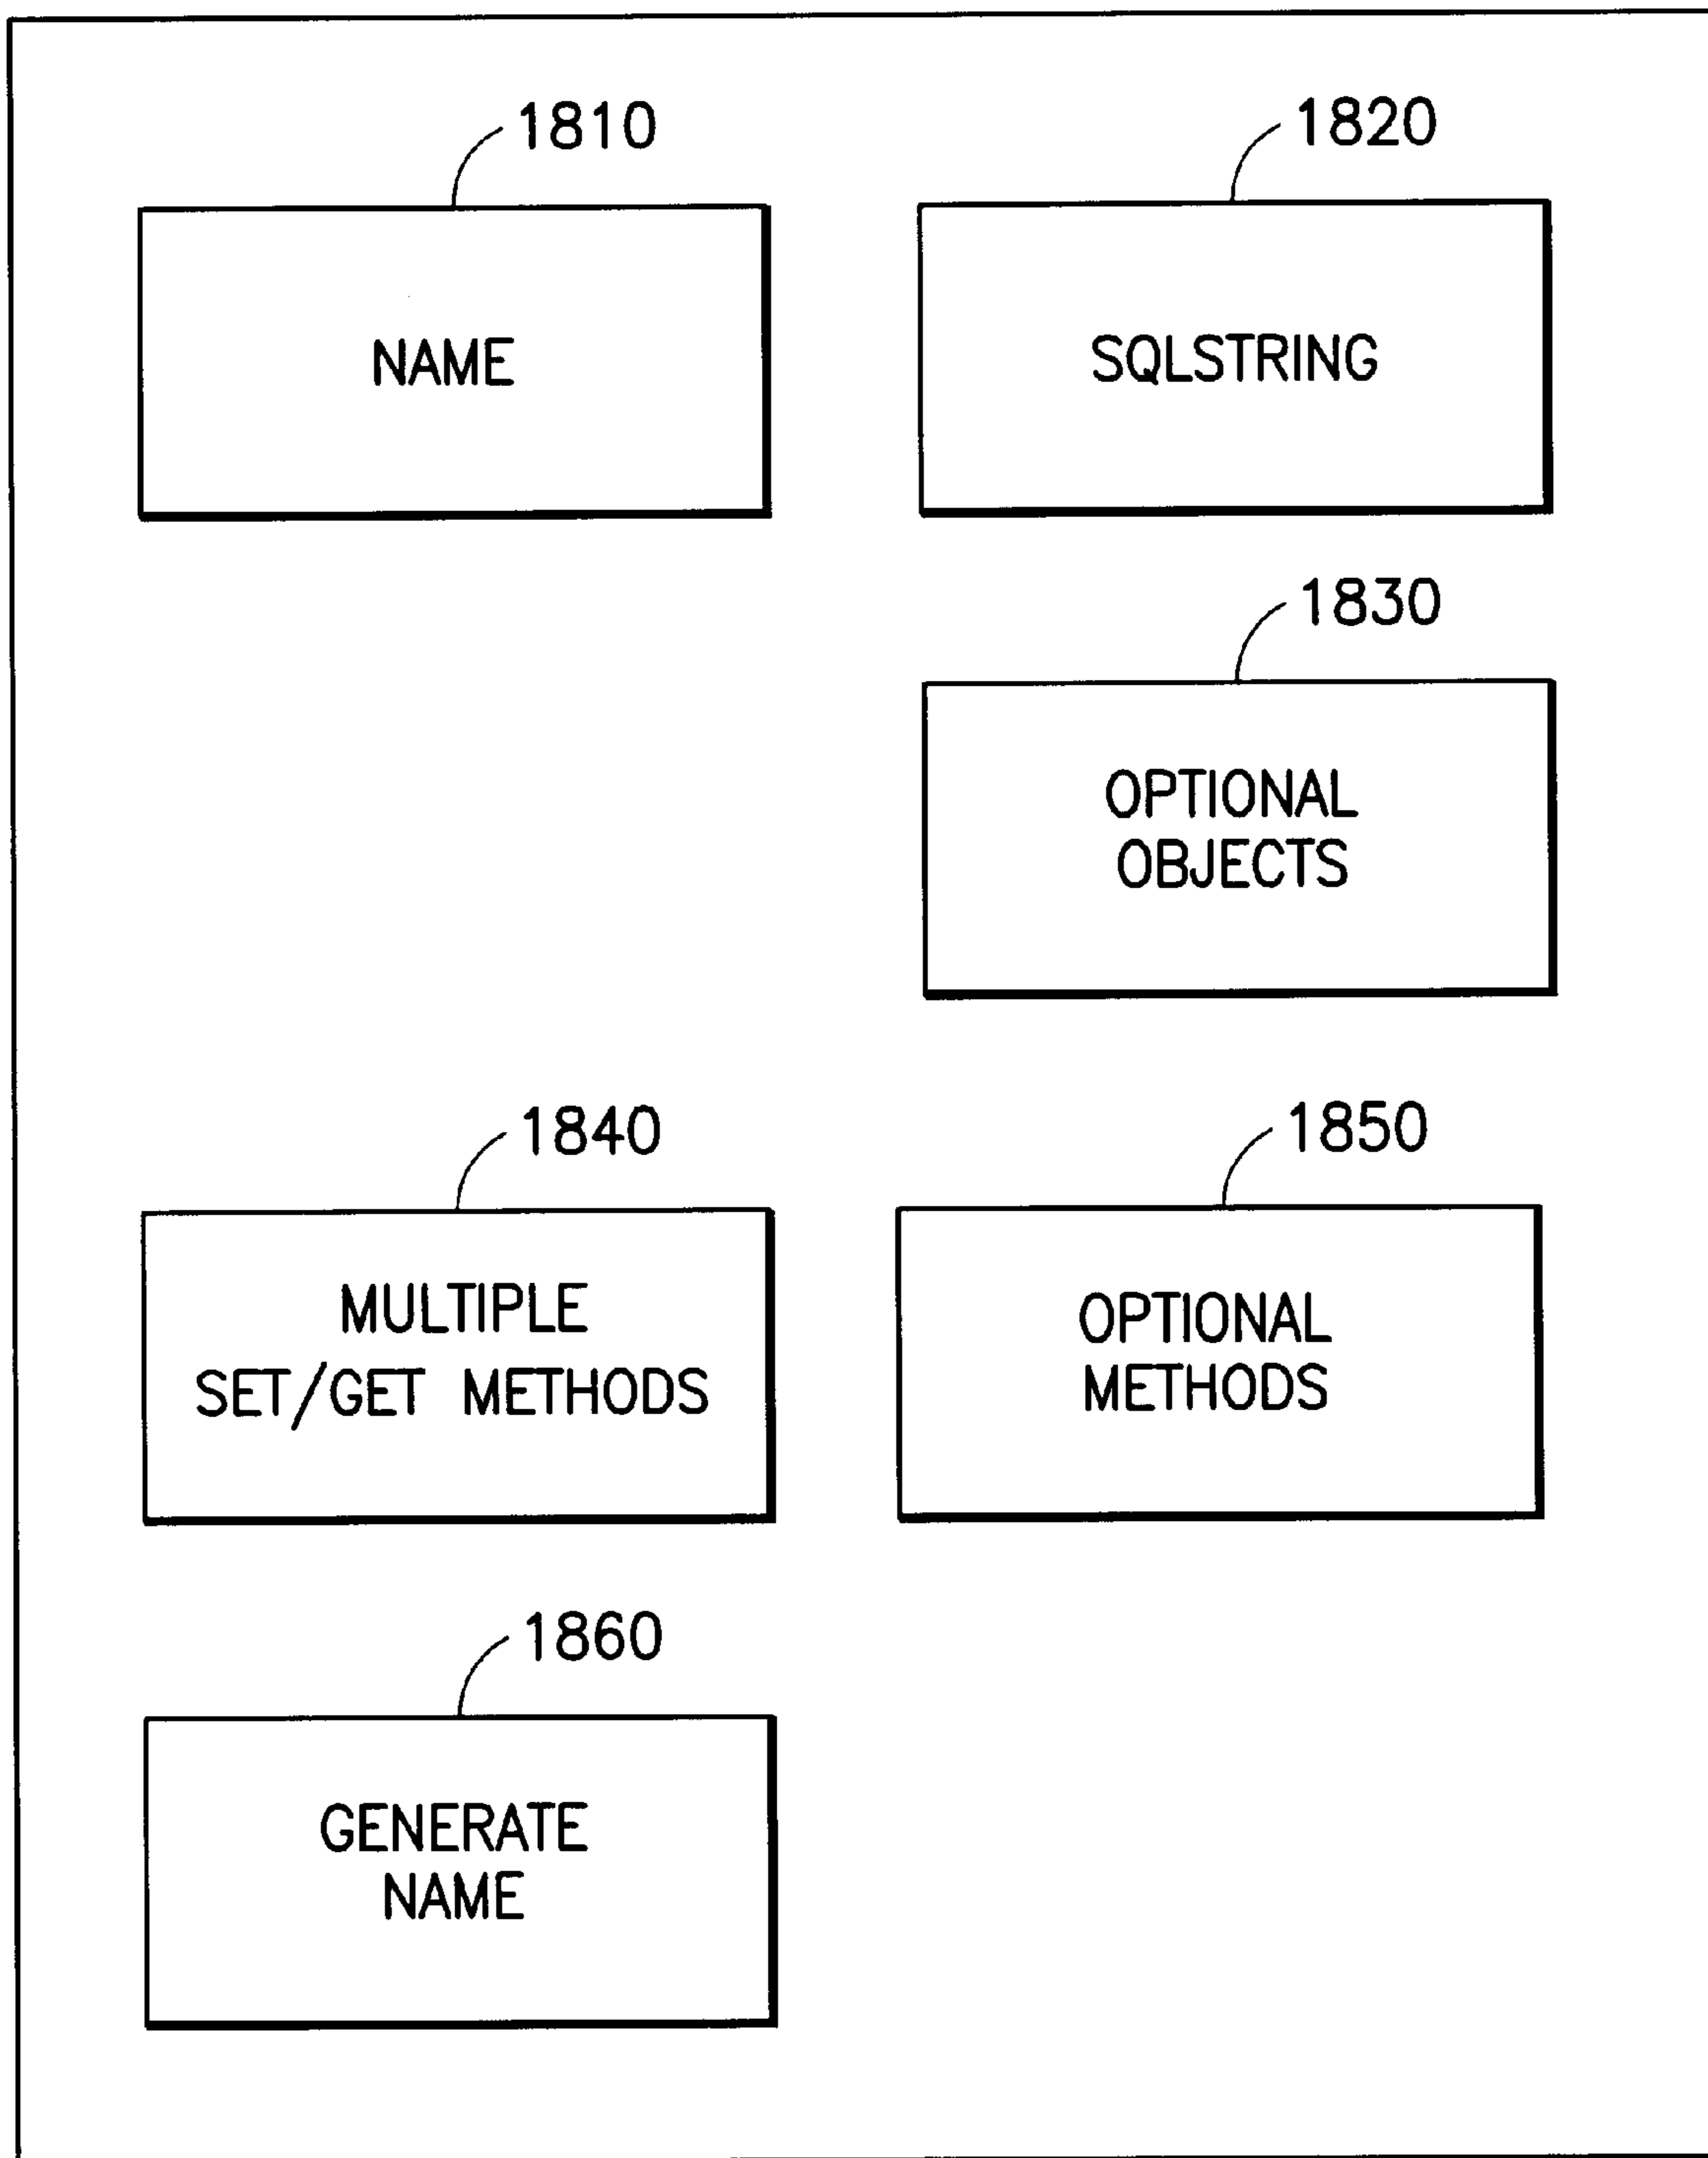 1810
NAME
1820
SQLSTRING
1830
OPTIONAL
OBJECTS
1840
MULTIPLE
SET/GET METHODS
1850
OPTIONAL
METHODS
1860
GENERATE
NAME